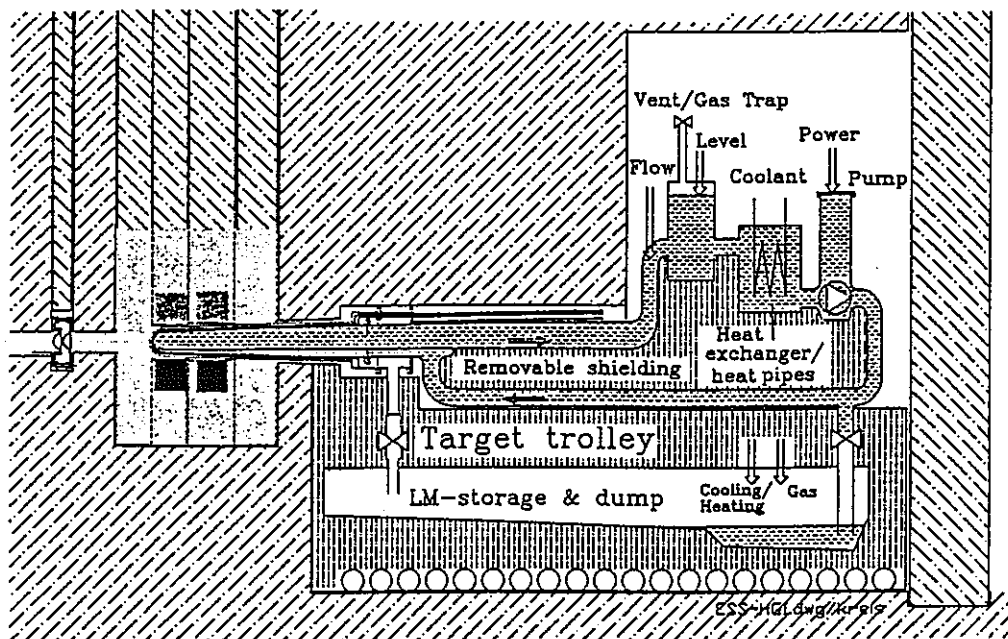 Vent/Gas Trap
Level
Power
Flow
Coolant
Pump
Heat
exchanger/
heat pipes
Removable shielding
Target trolley
LM-storage & dump
Cooling/
Heating
Gas